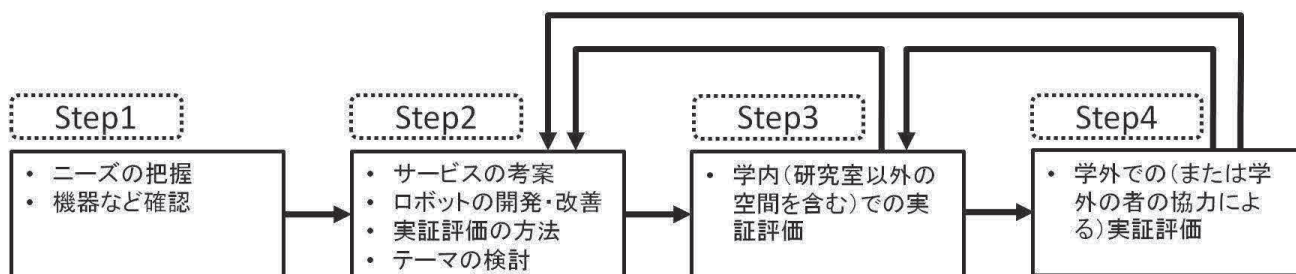 Step1
・ ニーズの把握
・ 機器など確認
Step2
・ サービスの考案
・ ロボットの開発・改善
・ 実証評価の方法
・ テーマの検討
Step3
・ 学内(研究室以外の
空間を含む)での実
証評価
Step4
・ 学外での(または学
外の者の協力によ
る)実証評価